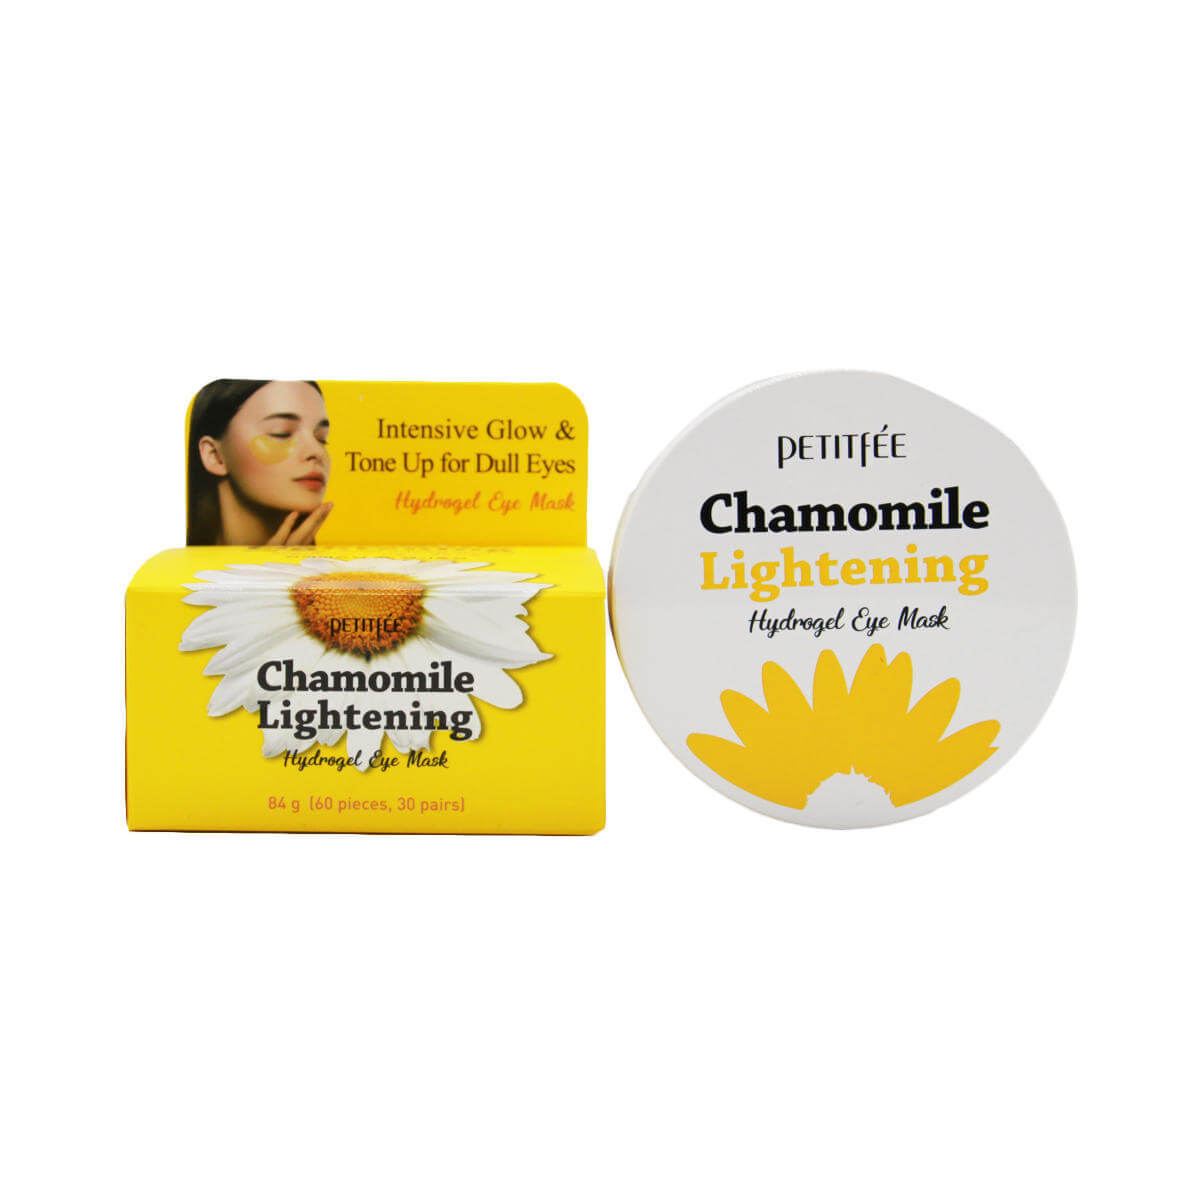 Intensive Glow &
Tone Up for Dull Eyes
Hydrogel Eye Mask
PETITFÉE
Chamomile
Lightening
Hydrogel Eye Mask
84 g (60 pieces, 30 pairs)
PETITFÉE
Chamomile
Lightening
Hydrogel Eye Mask